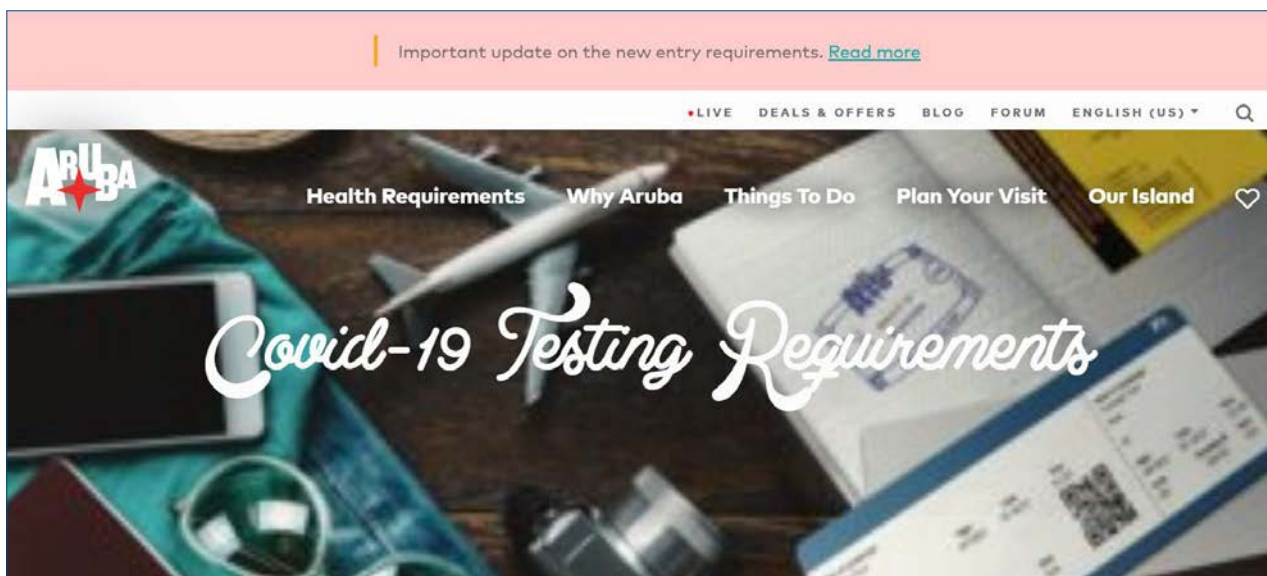 Important update on the new entry requirements. Read more
•LIVE DEALS & OFFERS BLOG FORUM ENGLISH (US)
ARUBA
Health Requirements Why Aruba Things To Do Plan Your Visit Our Island
Covid-19 Testing Requirements